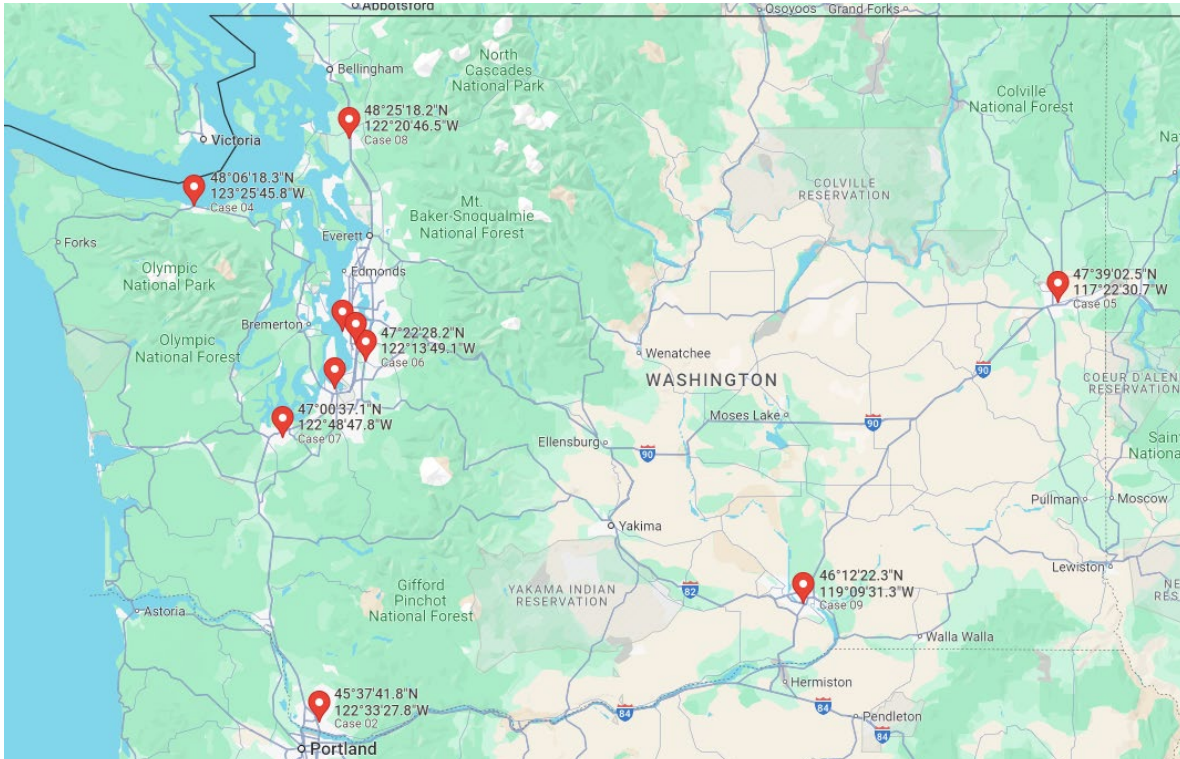 Abbotsford
Osoyoos
Grand Forks
Bellingham
North
Cascades
National Park
Colville
National Forest
48°25'18.2"N
122°20'46.5"W
Case 08
Victoria
48°06'18.3"N
123°25'45.8"W
Case 04
COLVILLE
RESERVATION
Mt.
Baker-Snoqualmie
National Forest
Everett
Forks
Edmonds
Olympic
National Park
47°39'02.5"N
117°22'30.7"W
Case 05
Bremerton
Olympic
National Forest
47°22'28.2"N
122°13'49.1"W
Case 06
Wenatchee
WASHINGTON
90
COEUR D'ALEN
RESERVATION
47°00'37.1"N
122°48'47.8"W
Case 07
Moses Lake
90
Ellensburg
90
Saint
Nationa
Pullman
Moscow
Yakima
Lewiston
Gifford
Pinchot
National Forest
YAKAMA INDIAN
RESERVATION
82
46°12'22.3"N
119°09'31.3"W
Case 09
NE
RES
Astoria
Walla Walla
Hermiston
45°37'41.8"N
122°33'27.8"W
Case 02
84
84
Pendleton
84
Portland